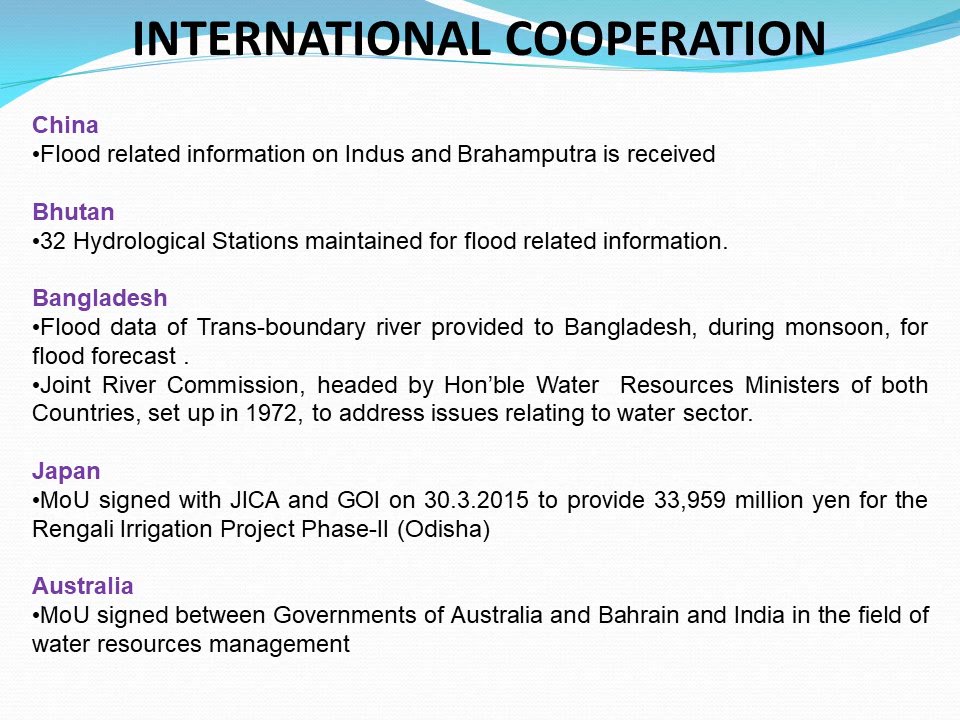 INTERNATIONAL COOPERATION
China
•Flood related information on Indus and Brahamputra is received
Bhutan
•32 Hydrological Stations maintained for flood related information.
Bangladesh
•Flood data of Trans-boundary river provided to Bangladesh, during monsoon, for
flood forecast .
•Joint River Commission, headed by Hon’ble Water  Resources Ministers of both
Countries, set up in 1972, to address issues relating to water sector.
Japan
•MoU signed with JICA and GOI on 30.3.2015 to provide 33,959 million yen for the
Rengali Irrigation Project Phase-II (Odisha)
Australia
•MoU signed between Governments of Australia and Bahrain and India in the field of
water resources management